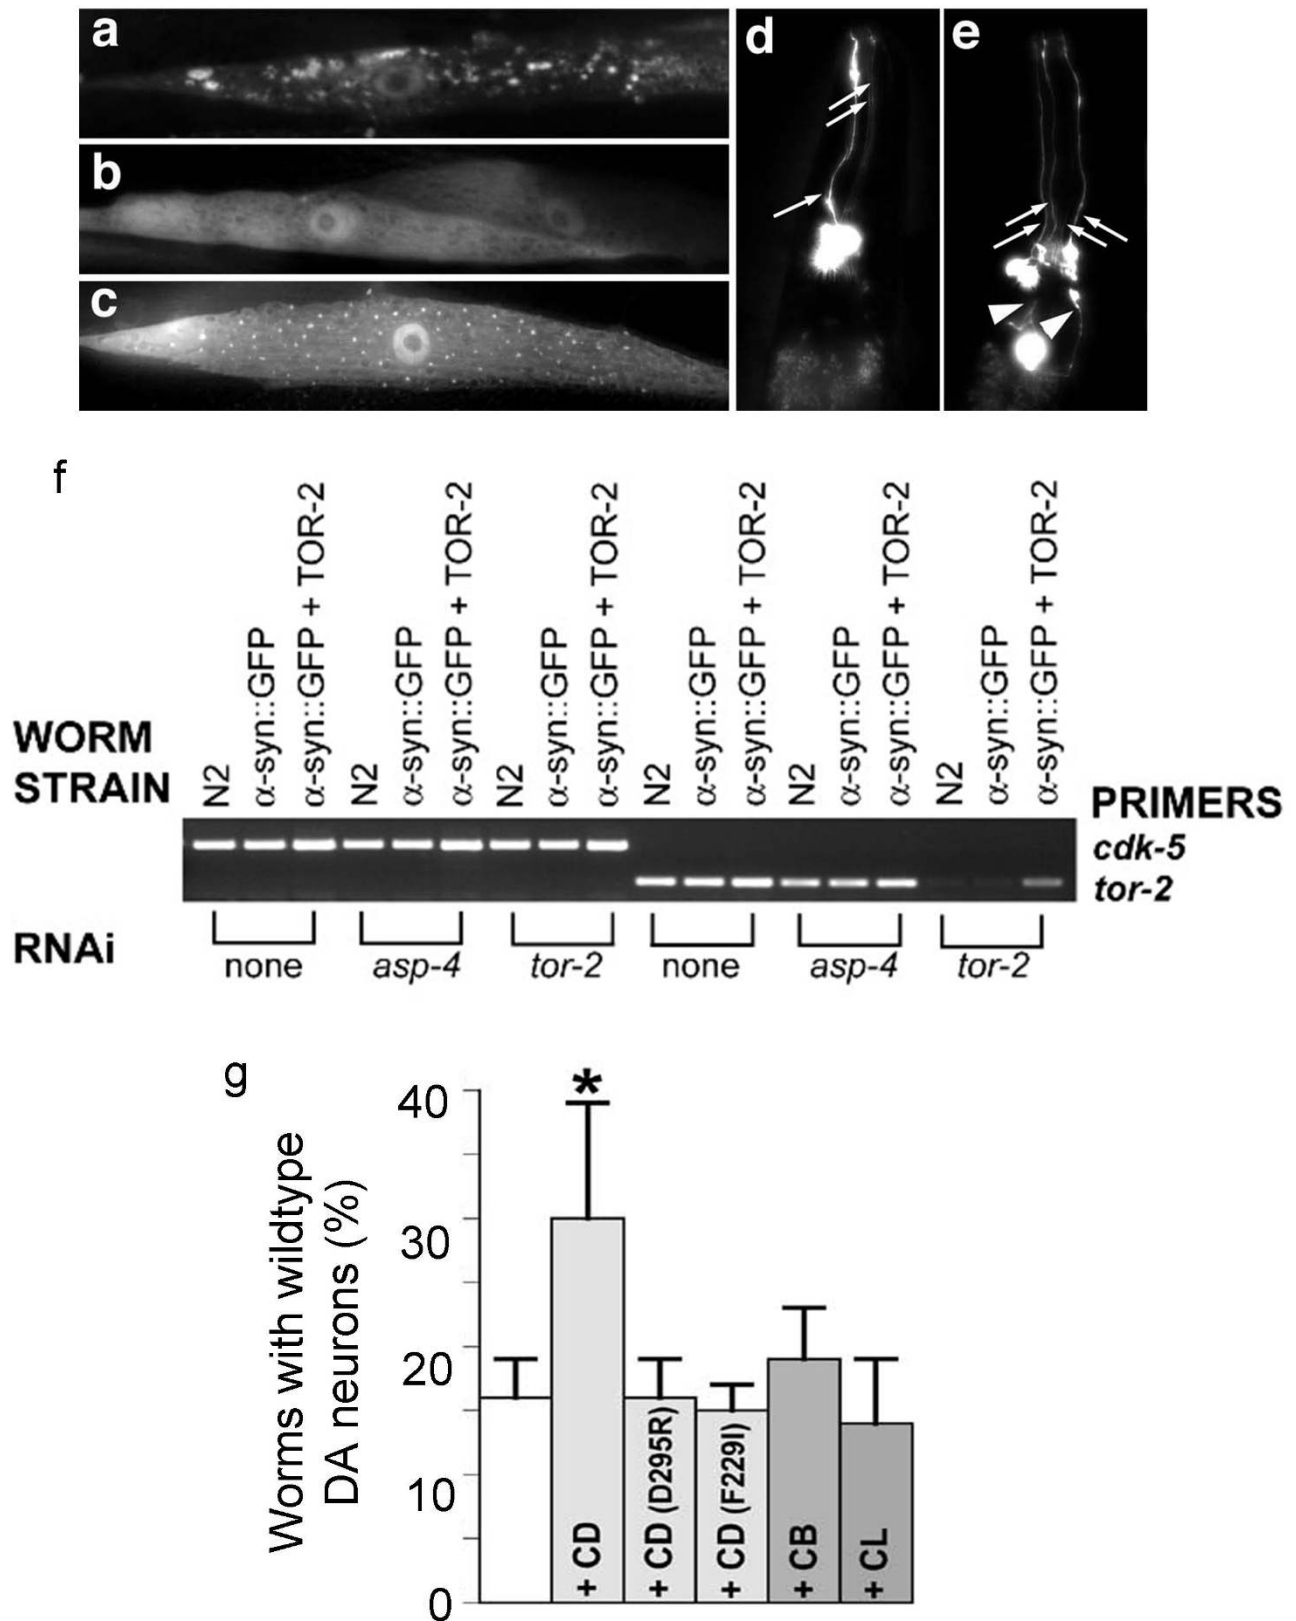 a
b
c
d
e
f
WORM
STRAIN
N2
α-syn::GFP
α-syn::GFP + TOR-2
N2
α-syn::GFP
α-syn::GFP + TOR-2
N2
α-syn::GFP
α-syn::GFP + TOR-2
N2
α-syn::GFP
α-syn::GFP + TOR-2
N2
α-syn::GFP
α-syn::GFP + TOR-2
N2
α-syn::GFP
α-syn::GFP + TOR-2
PRIMERS
cdk-5
tor-2
RNAi
none
asp-4
tor-2
none
asp-4
tor-2
g
Worms with wildtype
DA neurons (%)
40
30
20
10
0
*
+ CD
+ CD (D295R)
+ CD (F229I)
+ CB
+ CL